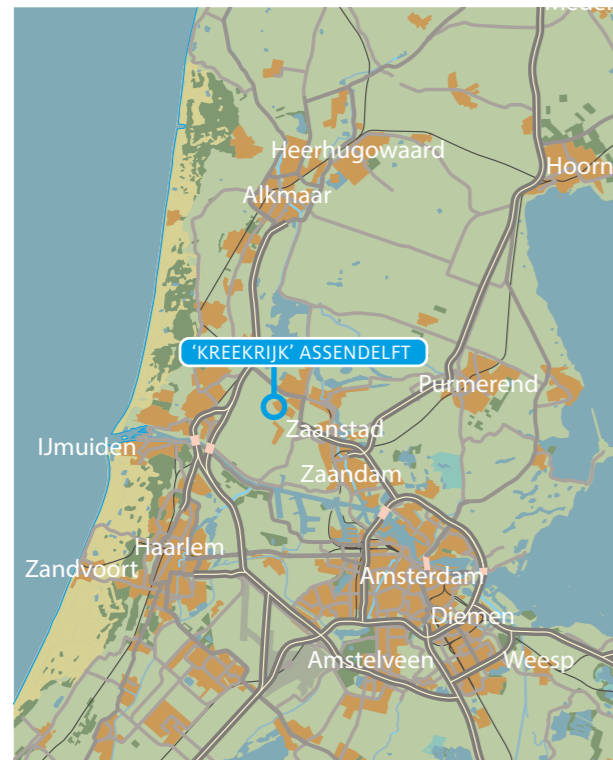 Heerhugowaard
Hoorn
Alkmaar
'KREEKRIJK' ASSENDELFT
Purmerend
Zaanstad
IJmuiden
Zaandam
Haarlem
Zandvoort
Amsterdam
Diemen
Amstelveen
Weesp